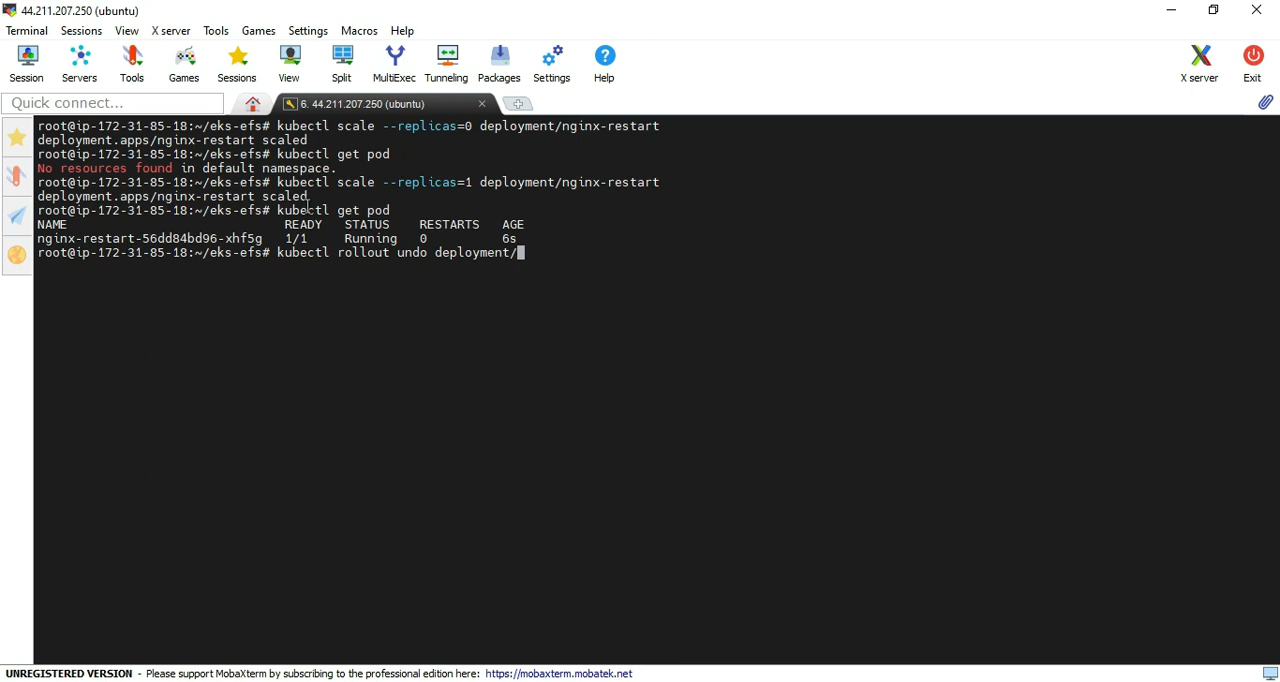 44.211.207.250 (ubuntu)
Terminal Sessions View X server Tools Games Settings Macros Help
Session Servers Tools Games Sessions View Split MultiExec Tunneling Packages Settings Help X server Exit
Quick connect... 6. 44.211.207.250 (ubuntu)
root@ip-172-31-85-18:~/eks-efs# kubectl scale --replicas=0 deployment/nginx-restart
deployment.apps/nginx-restart scaled
root@ip-172-31-85-18:~/eks-efs# kubectl get pod
No resources found in default namespace.
root@ip-172-31-85-18:~/eks-efs# kubectl scale --replicas=1 deployment/nginx-restart
deployment.apps/nginx-restart scaled
root@ip-172-31-85-18:~/eks-efs# kubectl get pod
NAME READY STATUS RESTARTS AGE
nginx-restart-56dd84bd96-xhf5g 1/1 Running 0 6s
root@ip-172-31-85-18:~/eks-efs# kubectl rollout undo deployment/
UNREGISTERED VERSION - Please support MobaXterm by subscribing to the professional edition here: https://mobaxterm.mobatek.net